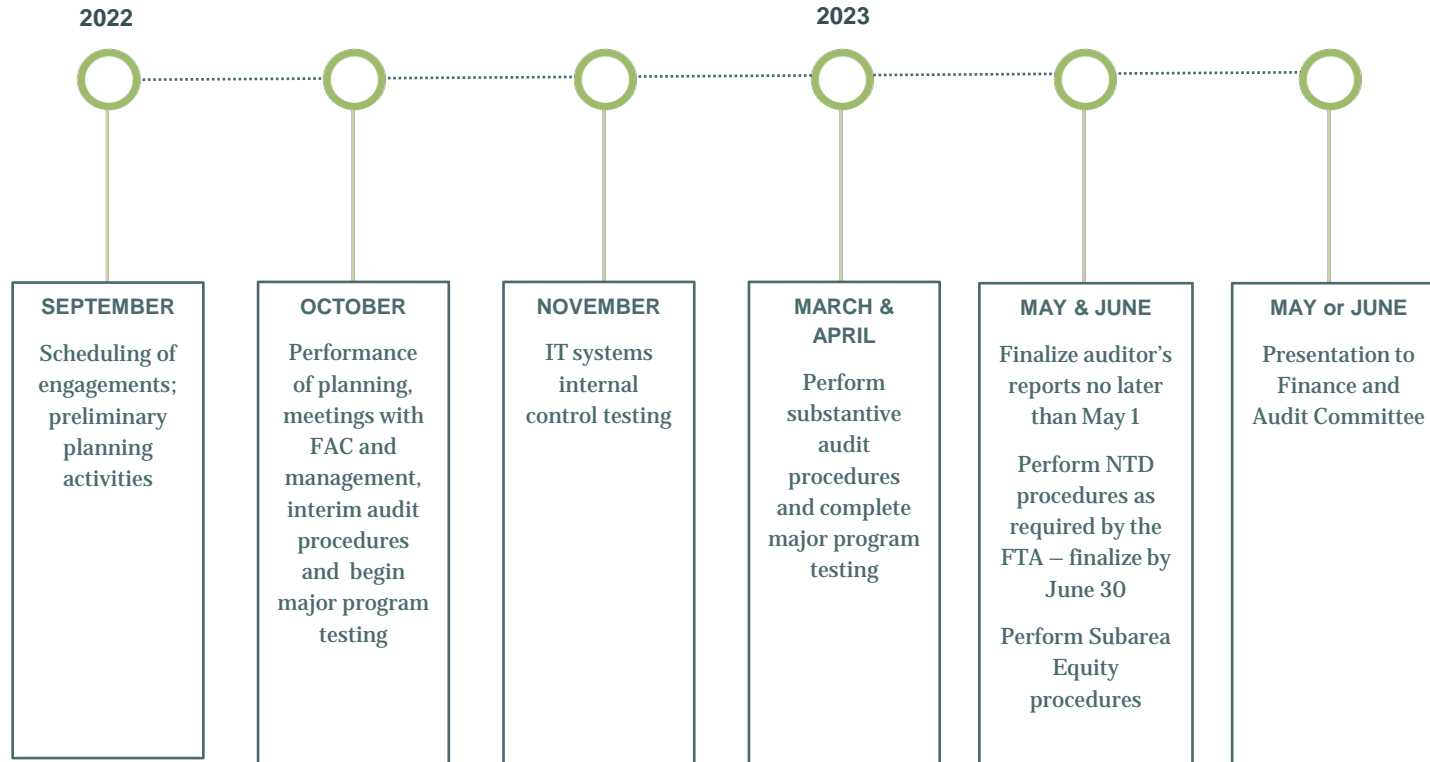 2022
2023
SEPTEMBER
Scheduling of
engagements;
preliminary
planning
activities
OCTOBER
Performance
of planning,
meetings with
FAC and
management,
interim audit
procedures
and begin
major program
testing
NOVEMBER
IT systems
internal
control testing
MARCH &
APRIL
Perform
substantive
audit
procedures
and complete
major program
testing
MAY & JUNE
Finalize auditor’s
reports no later
than May 1
Perform NTD
procedures as
required by the
FTA – finalize by
June 30
Perform Subarea
Equity
procedures
MAY or JUNE
Presentation to
Finance and
Audit Committee